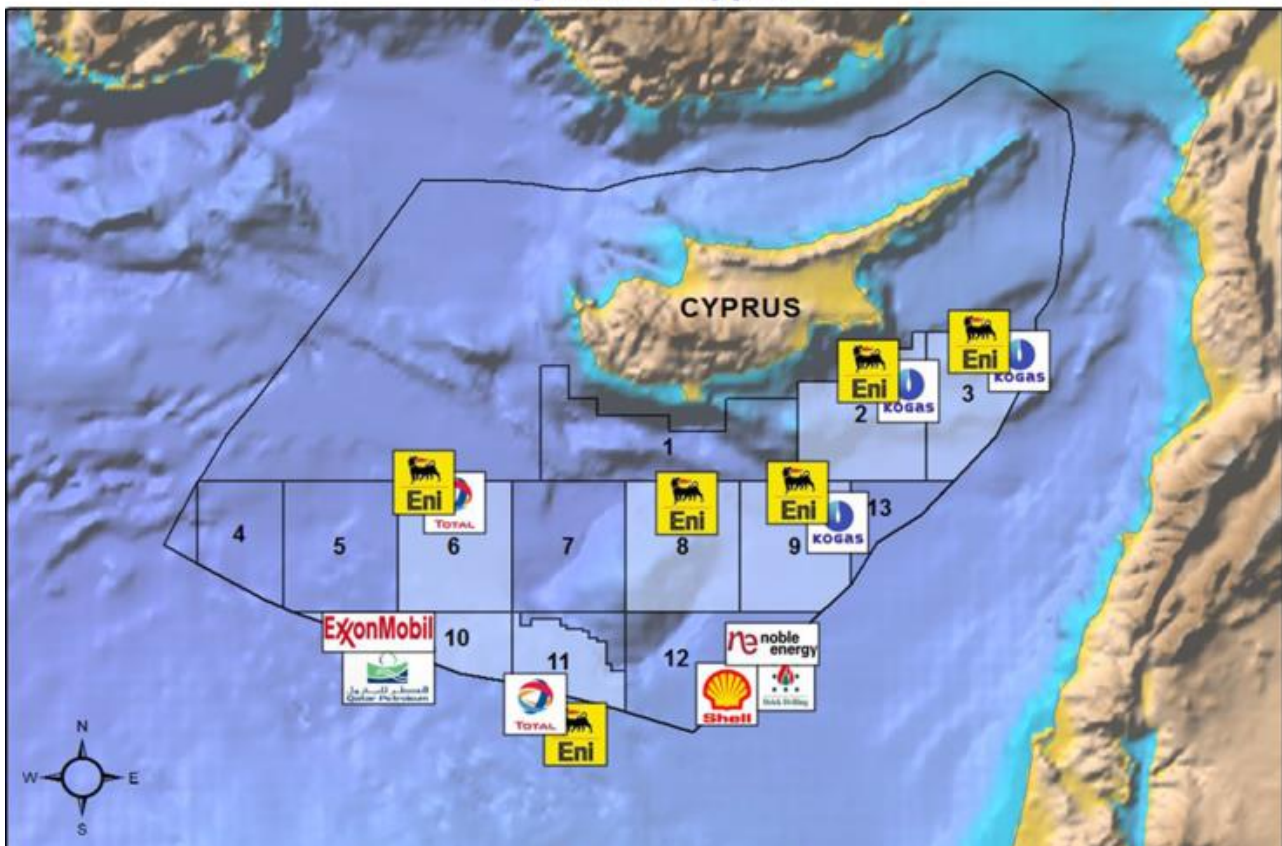 CYPRUS
Eni
KOGAS
3
Eni
KOGAS
2
1
Eni
TOTAL
6
Eni
8
Eni
KOGAS
9
13
4
5
7
ExxonMobil
Qatar Petroleum
10
11
TOTAL
Eni
12
noble
energy
Shell
N
W
E
S